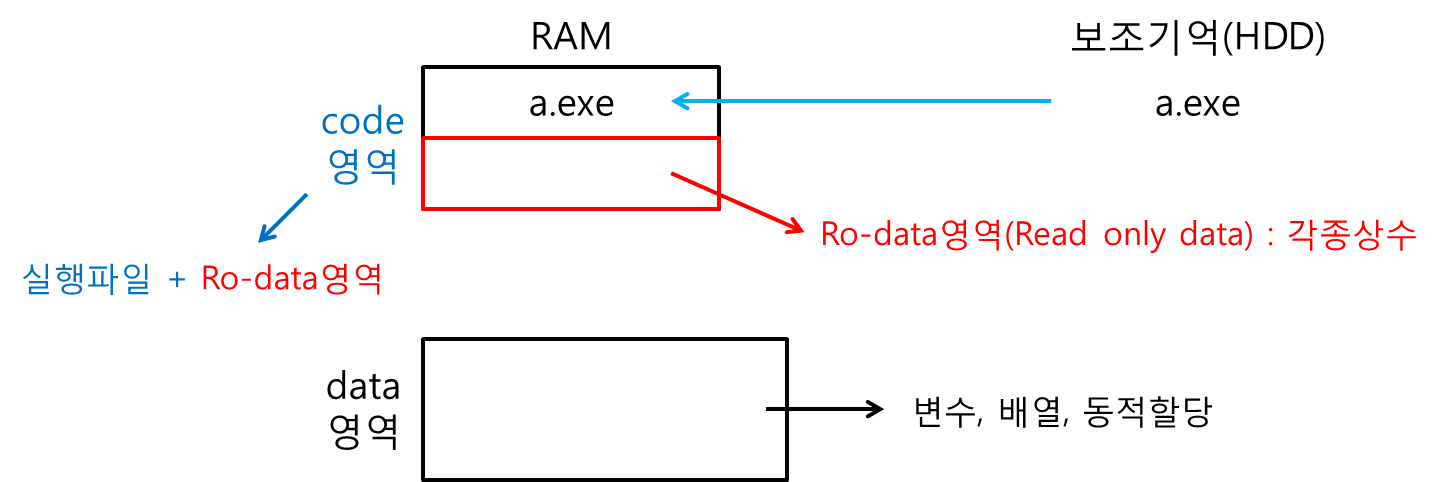 RAM
보조기억(HDD)
a.exe
a.exe
code
영역
Ro-data영역(Read only data) : 각종상수
실행파일 + Ro-data영역
data
영역
변수, 배열, 동적할당